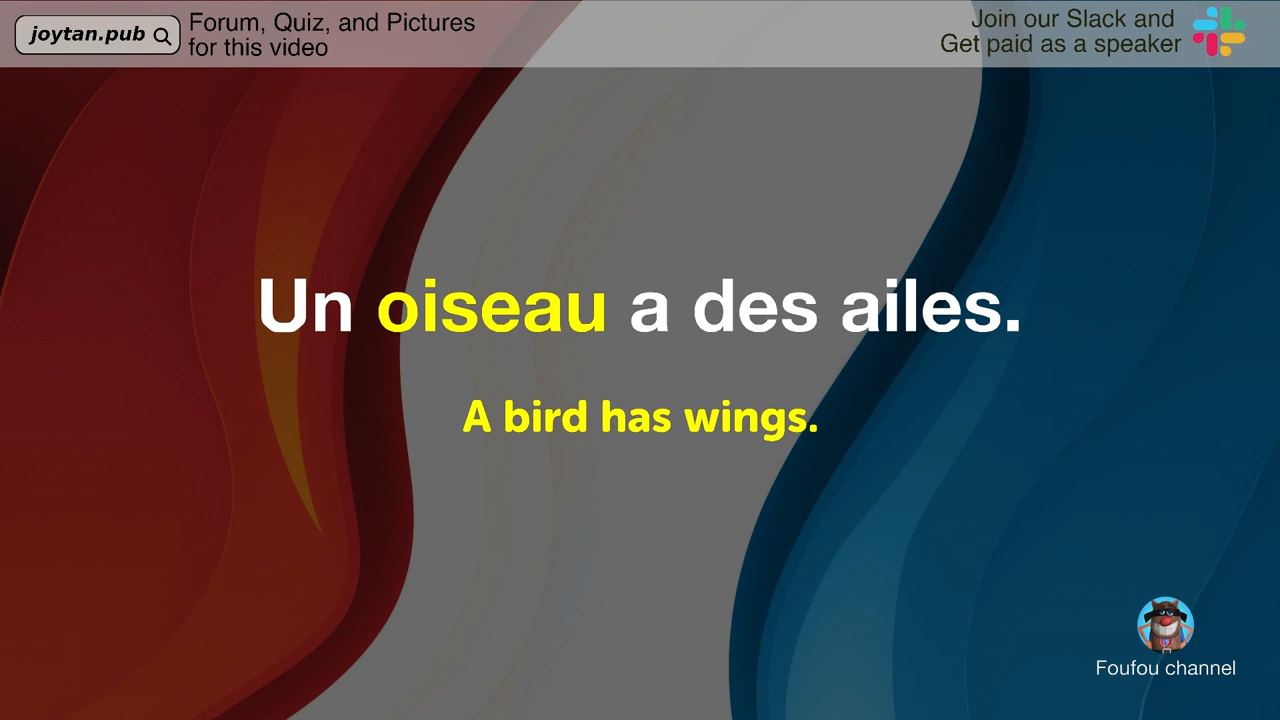 joytan.pub
Forum, Quiz, and Pictures
for this video
Join our Slack and
Get paid as a speaker
Un oiseau a des ailes.
A bird has wings.
Foufou channel